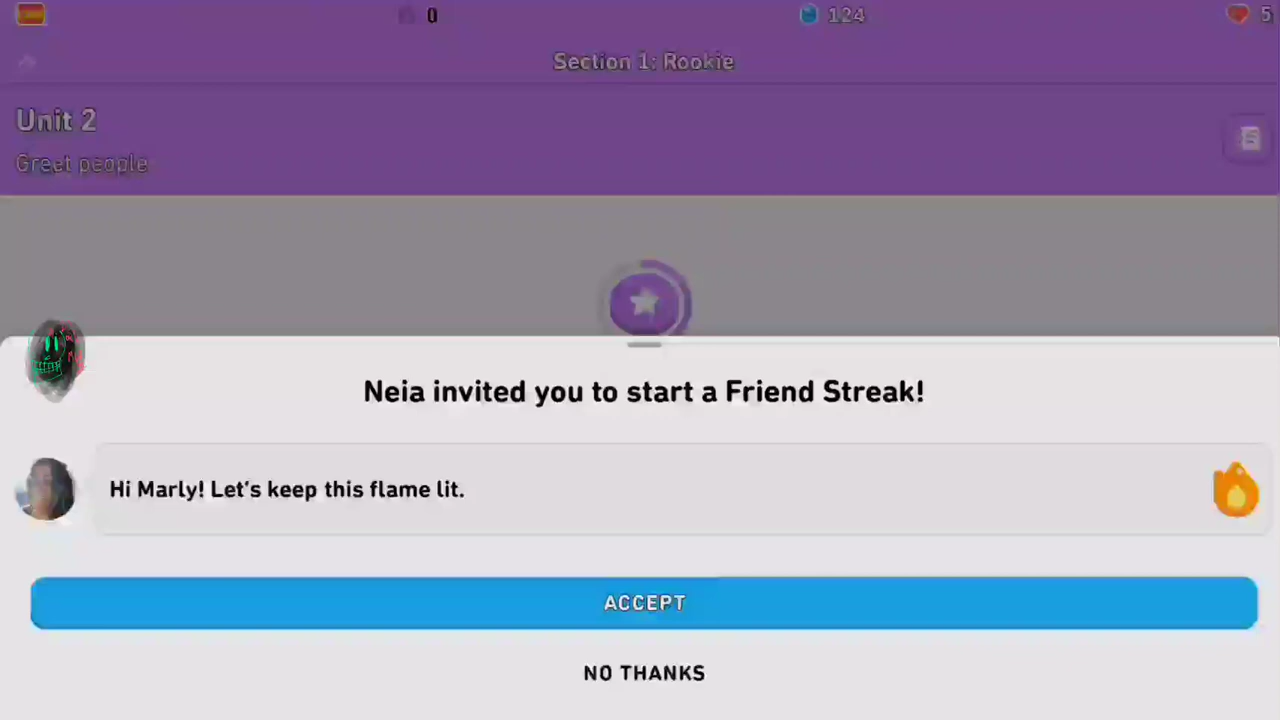 0
124
5
Section 1: Rookie
Unit 2
Greet people
Neia invited you to start a Friend Streak!
Hi Marly! Let's keep this flame lit.
ACCEPT
NO THANKS